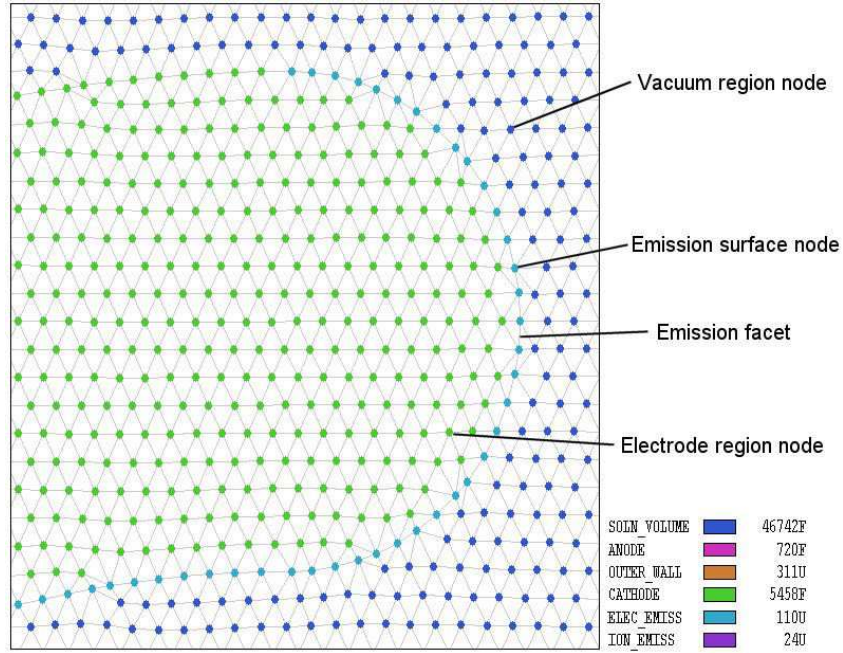 Vacuum region node
Emission surface node
Emission facet
Electrode region node
SOLN_VOLUME 46742F
ANODE 720F
OUTER_WALL 311U
CATHODE 5458F
ELEC_EMISS 110U
ION_EMISS 24U